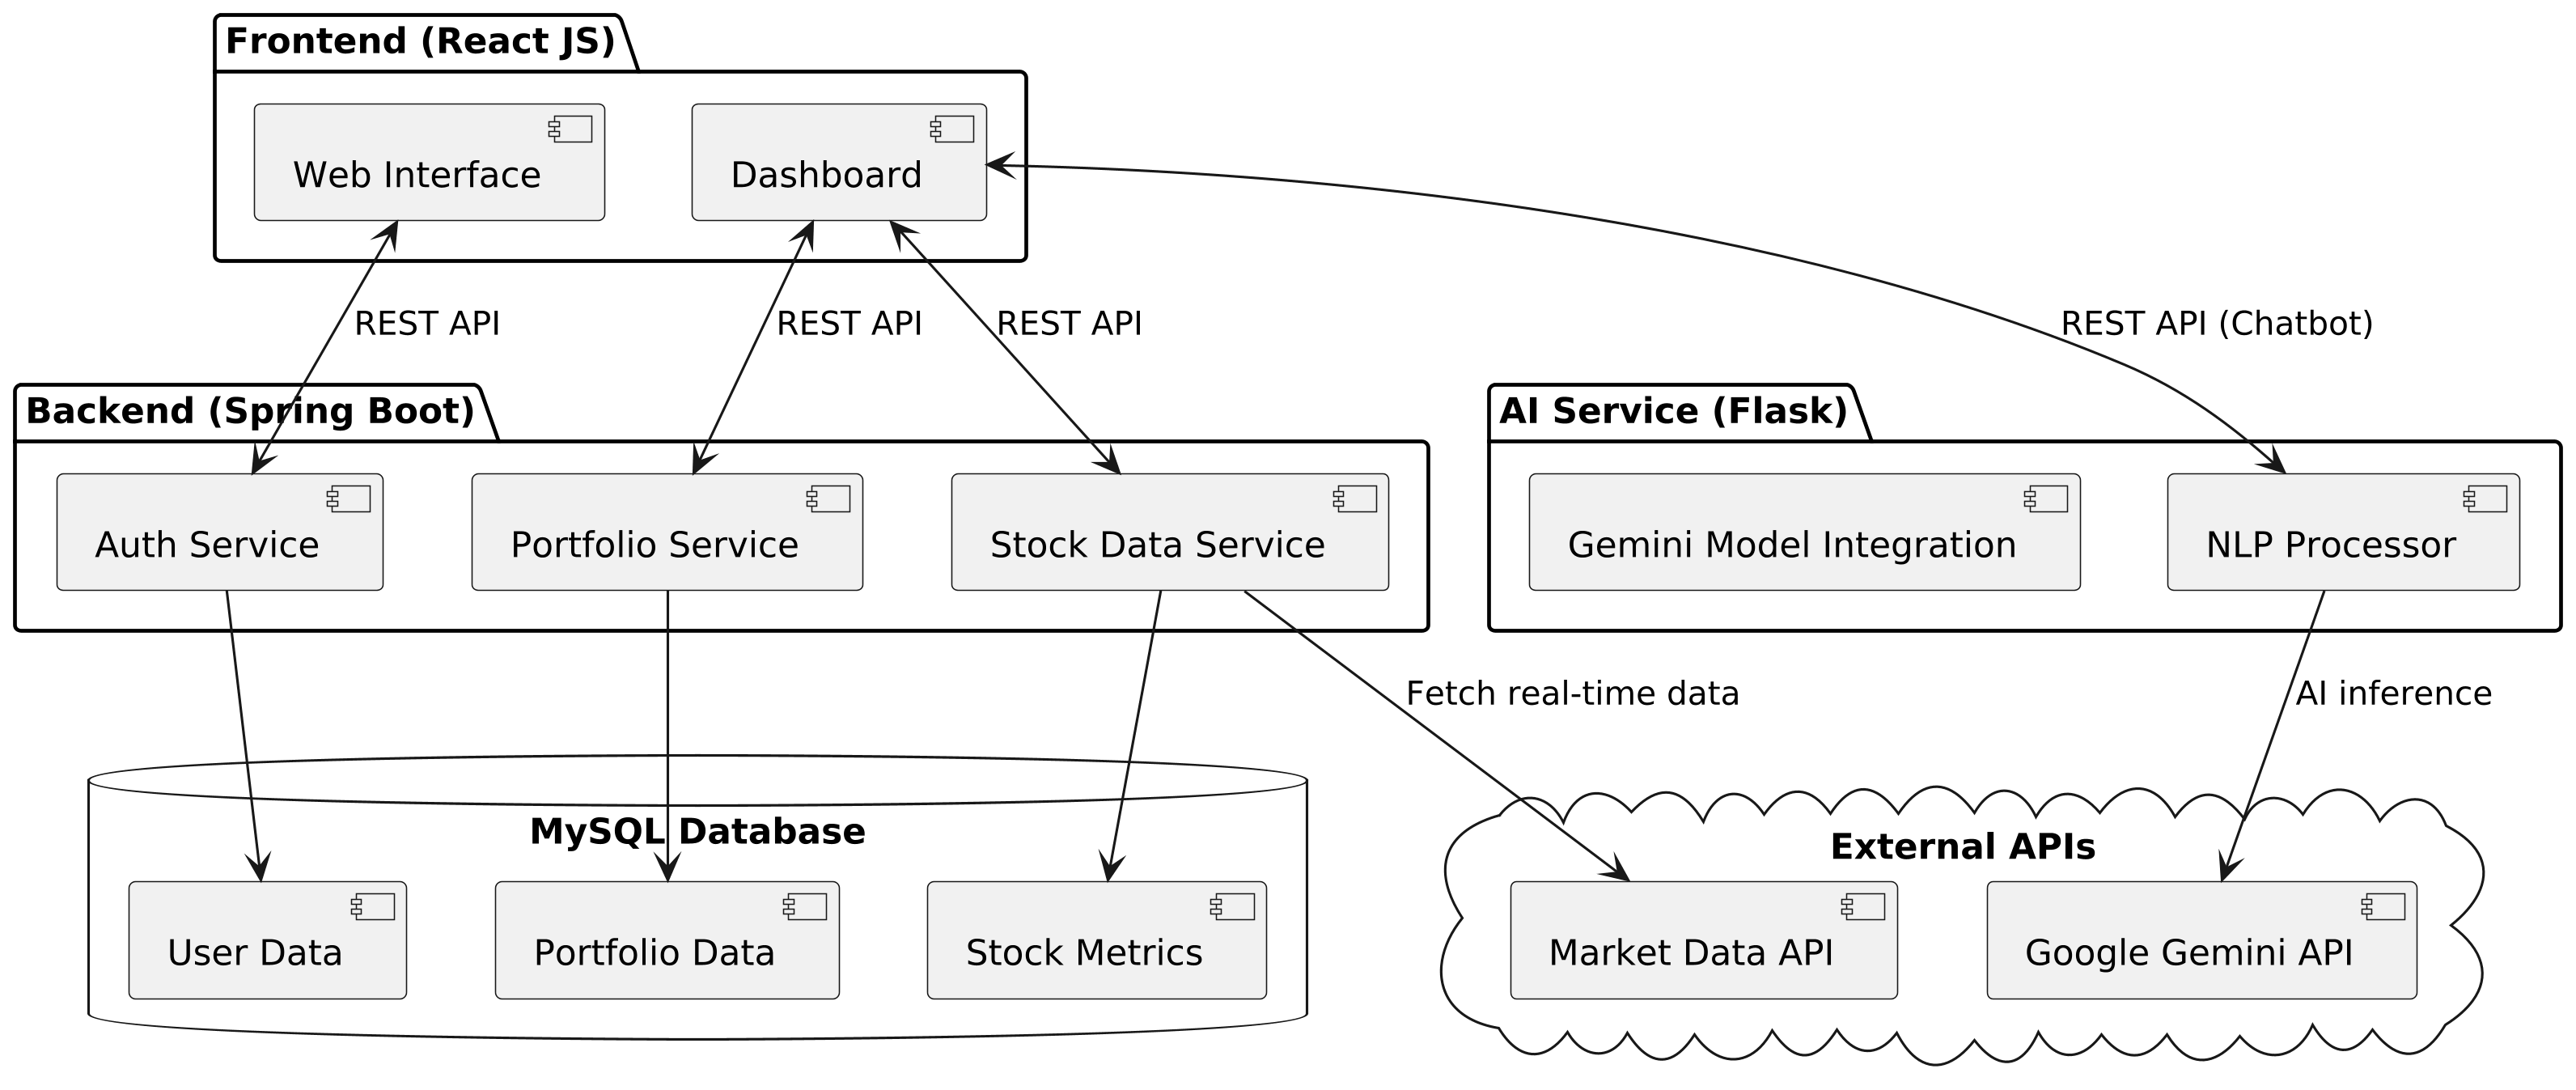 Frontend (React JS)
Web Interface
Dashboard
REST API
REST API
REST API
REST API (Chatbot)
Backend (Spring Boot)
AI Service (Flask)
Auth Service
Portfolio Service
Stock Data Service
Gemini Model Integration
NLP Processor
Fetch real-time data
AI inference
MySQL Database
External APIs
User Data
Portfolio Data
Stock Metrics
Market Data API
Google Gemini API